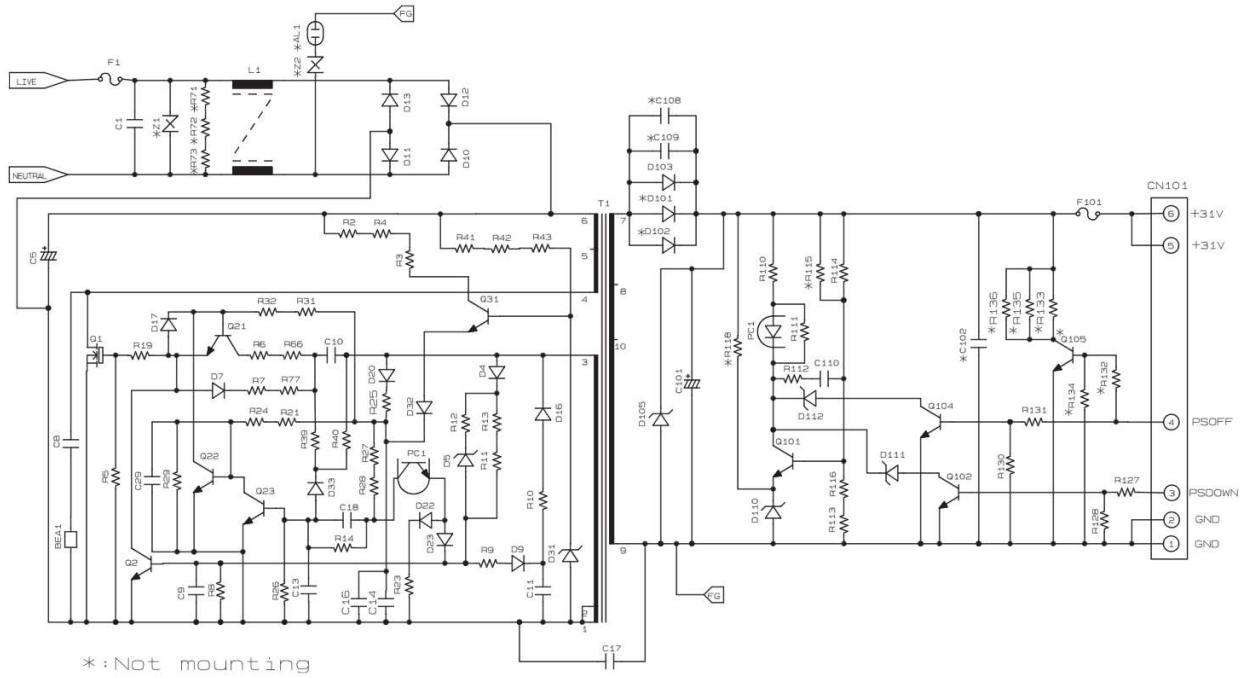 FG
*AL1
*Z2
F1
L1
LIVE
C1
*Z1
*R71
*R72
*R73
NEUTRAL
D13
D12
D11
D10
*C108
*C109
D103
*D101
*D102
CN101
T1
F101
6 +31V
5 +31V
C5
R2
R4
R3
R41
R42
R43
6
5
4
7
8
10
R110
*R115
R114
*R136
*R135
*R133
Q31
R32
R31
D17
Q21
Q1
R19
R6
R66
C10
3
PC1
R111
*R118
*C102
*
Q105
*R134
*R132
D7
R7
R77
D20
R25
D32
D4
D16
C101
D105
R112
C110
D112
Q104
R131
4 PSOFF
R24
R21
R39
R40
R27
R28
PC1
R12
R13
D5
R11
C8
R5
C29
R29
Q22
Q23
D33
C18
R14
D22
D23
R10
Q101
D111
Q102
R130
R116
R113
D110
R127
R128
3 PSDOWN
2 GND
1 GND
BEA1
Q2
C9
R8
R26
C13
C16
C14
R23
R9
D9
C11
D31
2
1
9
FG
C17
*:Not mounting